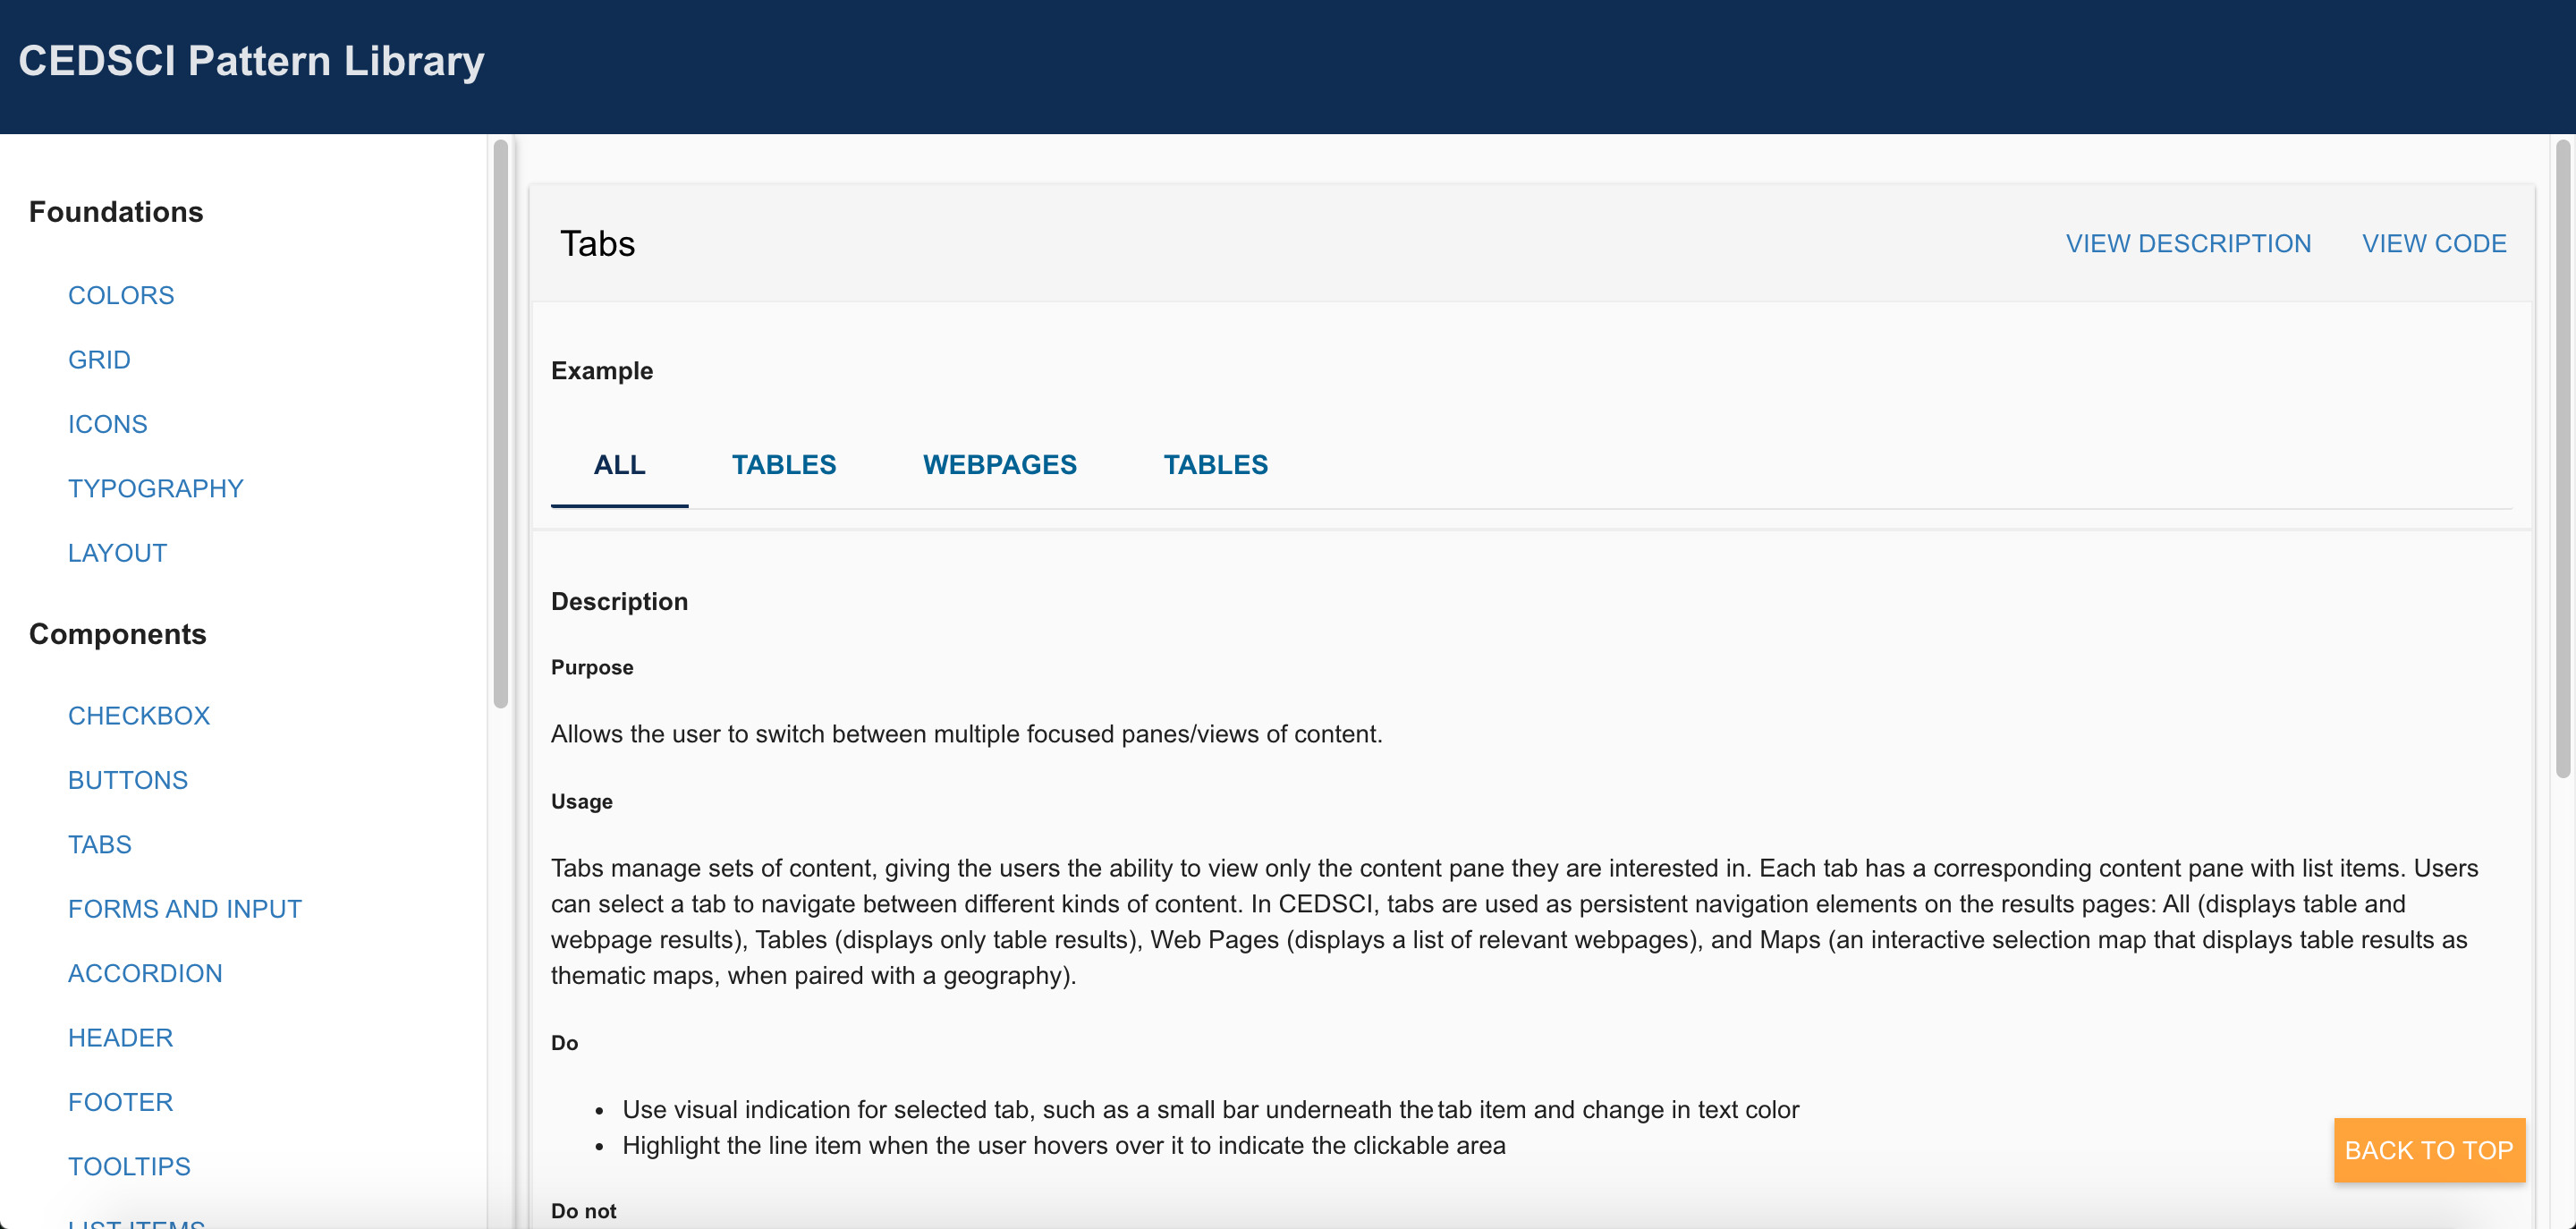 CEDSCI Pattern Library
Foundations
COLORS
GRID
ICONS
TYPOGRAPHY
LAYOUT
Components
CHECKBOX
BUTTONS
TABS
FORMS AND INPUT
ACCORDION
HEADER
FOOTER
TOOLTIPS
LIST ITEMS
Tabs
VIEW DESCRIPTION
VIEW CODE
Example
ALL
TABLES
WEBPAGES
TABLES
Description
Purpose
Allows the user to switch between multiple focused panes/views of content.
Usage
Tabs manage sets of content, giving the users the ability to view only the content pane they are interested in. Each tab has a corresponding content pane with list items. Users
can select a tab to navigate between different kinds of content. In CEDSCI, tabs are used as persistent navigation elements on the results pages: All (displays table and
webpage results), Tables (displays only table results), Web Pages (displays a list of relevant webpages), and Maps (an interactive selection map that displays table results as
thematic maps, when paired with a geography).
Do
• Use visual indication for selected tab, such as a small bar underneath the tab item and change in text color
• Highlight the line item when the user hovers over it to indicate the clickable area
Do not
BACK TO TOP